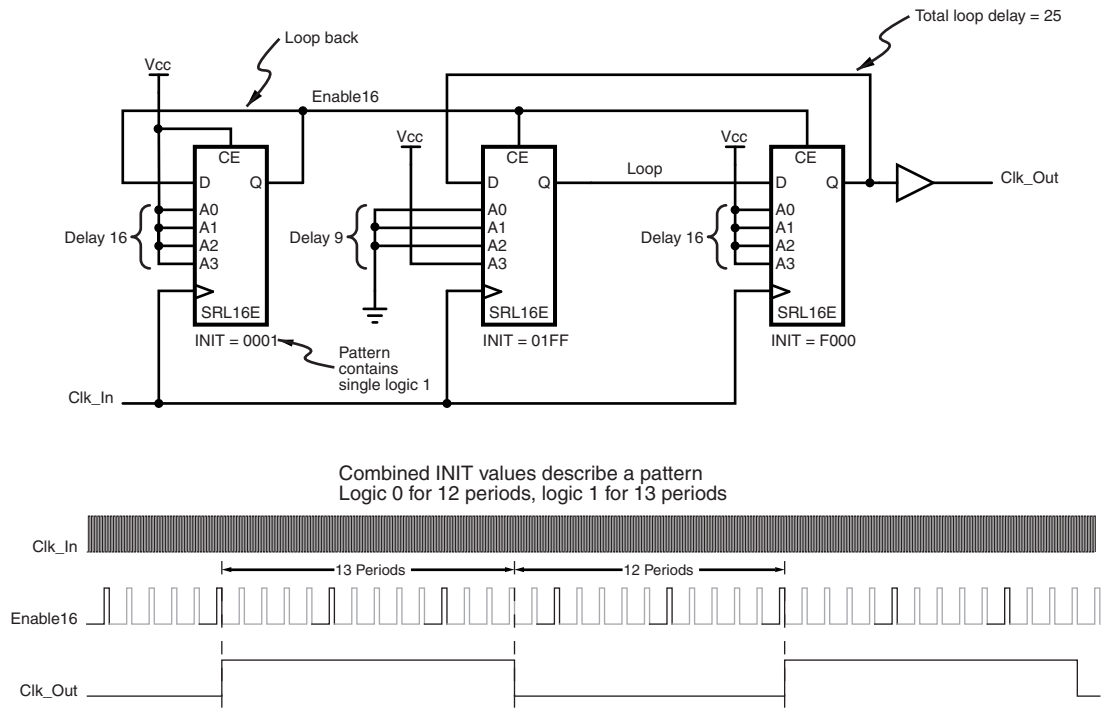 Total loop delay = 25
Loop back
Vcc
Enable16
CE
D Q
A0
A1
A2
A3
Delay 16
SRL16E
INIT = 0001
Pattern
contains
single logic 1
Vcc
CE
D Q
A0
A1
A2
A3
Delay 9
SRL16E
INIT = 01FF
Loop
Vcc
CE
D Q
A0
A1
A2
A3
Delay 16
SRL16E
INIT = F000
Clk_Out
Clk_In
Combined INIT values describe a pattern
Logic 0 for 12 periods, logic 1 for 13 periods
Clk_In
13 Periods
12 Periods
Enable16
Clk_Out